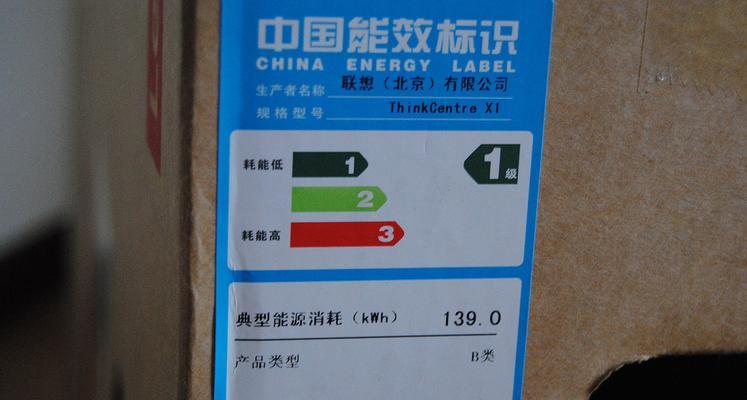 中国能效标识
CHINA ENERGY LABEL
生产者名称 联想（北京）有限公司
规格型号 ThinkCentre X1
耗能低 1 1级
2
耗能高 3
典型能源消耗（kWh） 139.0
产品类型 B类